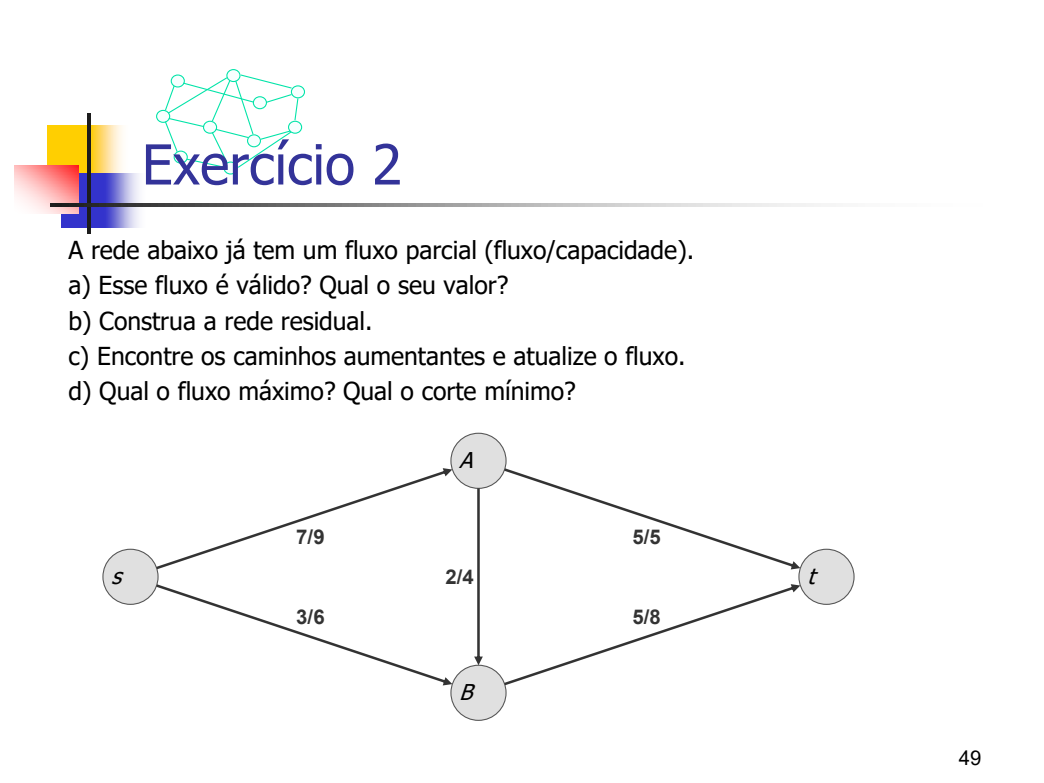 Exercício 2
A rede abaixo já tem um fluxo parcial (fluxo/capacidade).
a) Esse fluxo é válido? Qual o seu valor?
b) Construa a rede residual.
c) Encontre os caminhos aumentantes e atualize o fluxo.
d) Qual o fluxo máximo? Qual o corte mínimo?
A
7/9
5/5
s
2/4
t
3/6
5/8
B
49